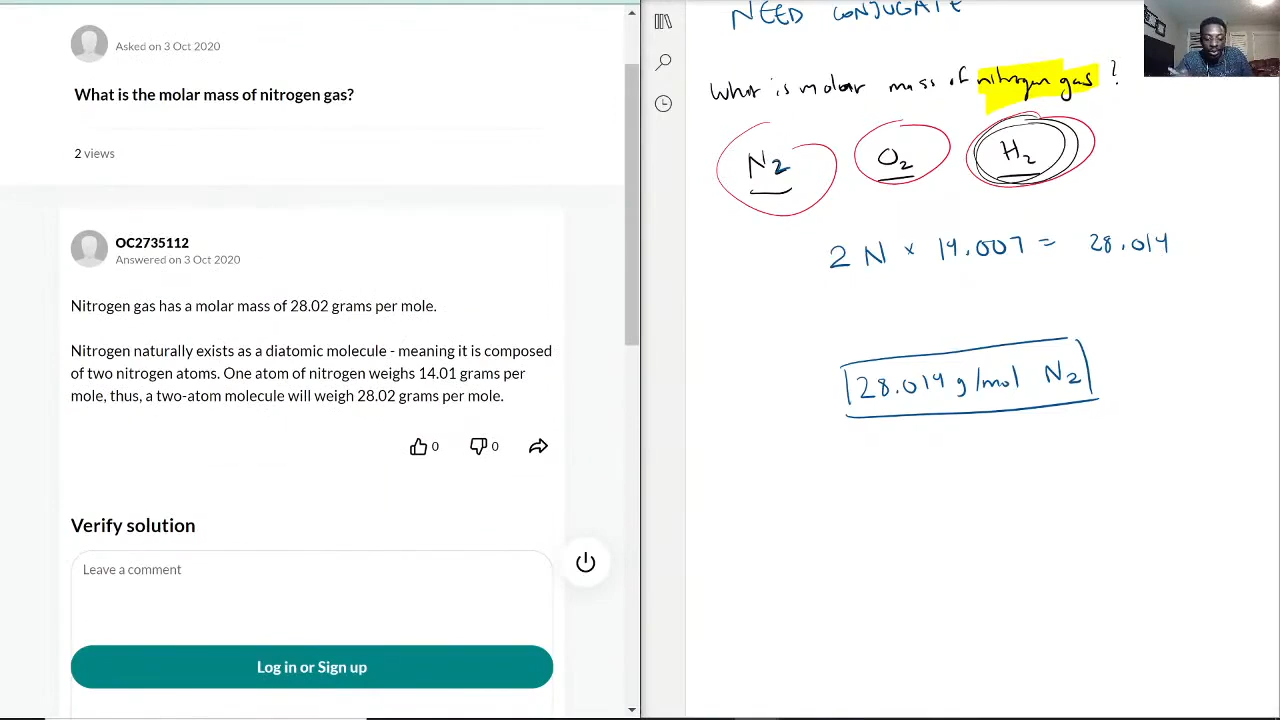 Asked on 3 Oct 2020
What is the molar mass of nitrogen gas?
2 views
OC2735112
Answered on 3 Oct 2020
Nitrogen gas has a molar mass of 28.02 grams per mole.
Nitrogen naturally exists as a diatomic molecule - meaning it is composed
of two nitrogen atoms. One atom of nitrogen weighs 14.01 grams per
mole, thus, a two-atom molecule will weigh 28.02 grams per mole.
0 0
Verify solution
Leave a comment
Log in or Sign up
NEED CONJUGATE
What is molar mass of nitrogen gas ?
N2 O2 H2
2 N × 14.007 = 28.014
28.014 g/mol N2